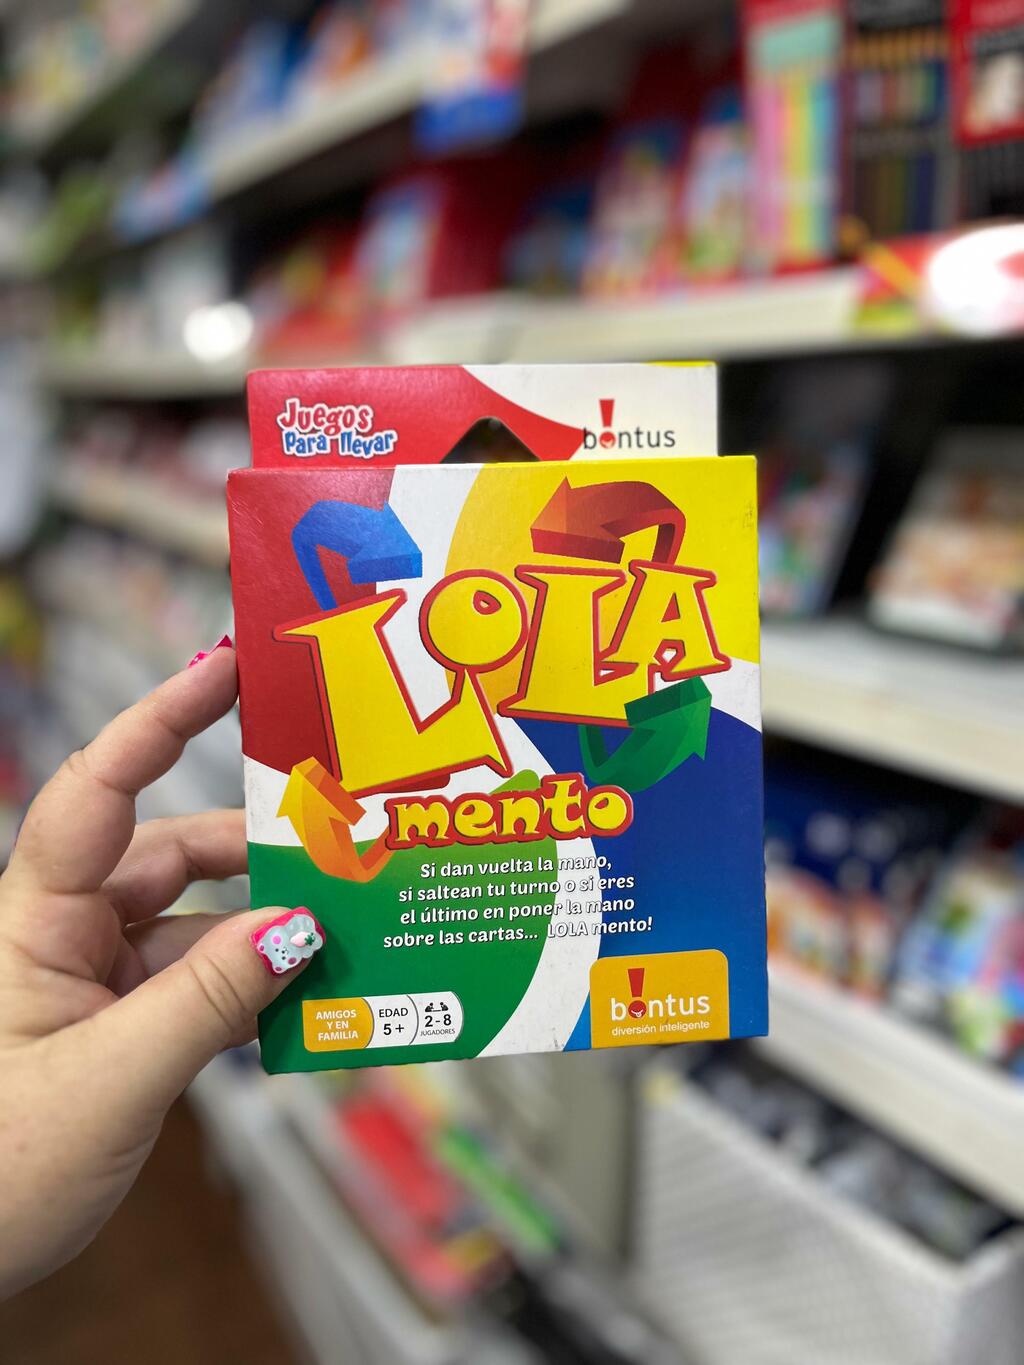 Juegos
para llevar
bontus
LOLA
mento
Si dan vuelta la mano,
si saltean tu turno o si eres
el último en poner la mano
sobre las cartas... LOLA mento!
AMIGOS
Y EN
FAMILIA
EDAD
5+
2-8
JUGADORES
bontus
diversión inteligente